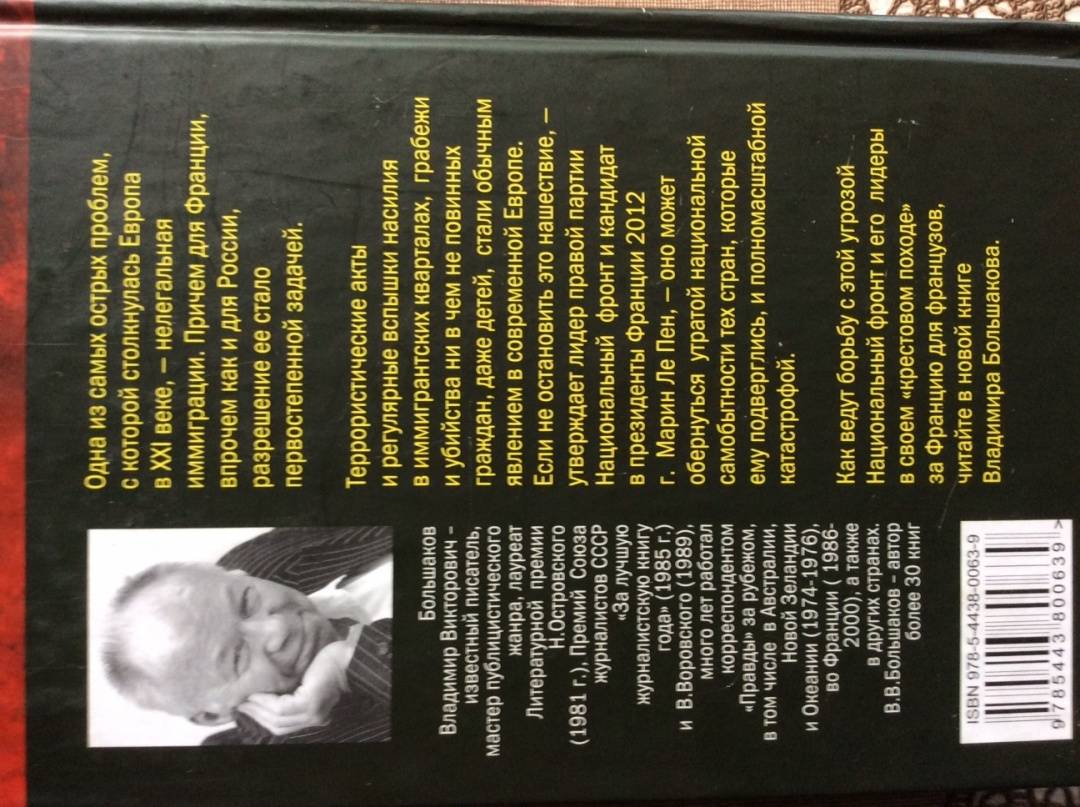 Одна из самых острых проблем,
с которой столкнулась Европа
в XXI веке, – нелегальная
иммиграции. Причем для Франции,
впрочем как и для России,
разрешение ее стало
первостепенной задачей.
Террористические акты
и регулярные вспышки насилия
в иммигрантских кварталах, грабежи
и убийства ни в чем не повинных
граждан, даже детей, стали обычным
явлением в современной Европе.
Если не остановить это нашествие, –
утверждает лидер правой партии
Национальный фронт и кандидат
в президенты Франции 2012
г. Марин Ле Пен, – оно может
обернуться утратой национальной
самобытности тех стран, которые
ему подверглись, и полномасштабной
катастрофой.
Как ведут борьбу с этой угрозой
Национальный фронт и его лидеры
в своем «крестовом походе»
за Францию для французов,
читайте в новой книге
Владимира Большакова.
Большаков
Владимир Викторович –
известный писатель,
мастер публицистического
жанра, лауреат
Литературной премии
Н.Островского
(1981 г.), Премий Союза
журналистов СССР
«За лучшую
журналистскую книгу
года» (1985 г.)
и В.Воровского (1989),
много лет работал
корреспондентом
«Правды» за рубежом,
в том числе в Австралии,
Новой Зеландии
и Океании (1974-1976),
во Франции ( 1986-
2000), а также
в других странах.
В.В.Большаков – автор
более 30 книг
ISBN 978-5-4438-0063-9
9 785443 800639 >